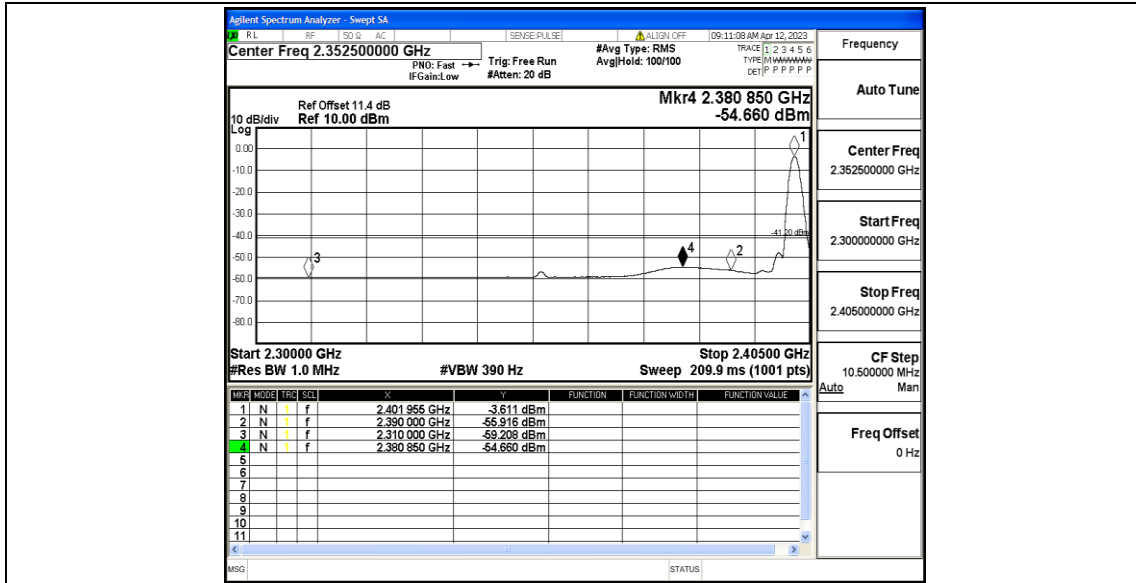 Agilent Spectrum Analyzer - Swept SA
RL RF 50 Ω AC SENSE:PULSE ALIGN OFF 09:11:08 AM Apr 12, 2023
Center Freq 2.352500000 GHz
PNO: Fast
IFGain:Low
Trig: Free Run
#Atten: 20 dB
#Avg Type: RMS
Avg|Hold: 100/100
TRACE 1 2 3 4 5 6
TYPE M
DET P P P P P P
Mkr4 2.380 850 GHz
-54.660 dBm
Ref Offset 11.4 dB
10 dB/div Ref 10.00 dBm
Log
0.00
-10.0
-20.0
-30.0
-40.0
-50.0
-60.0
-70.0
-80.0
1
-41.20 dBm
3
4
2
Start 2.30000 GHz Stop 2.40500 GHz
#Res BW 1.0 MHz #VBW 390 Hz Sweep 209.9 ms (1001 pts)
MKR MODE TRC SCL X Y FUNCTION FUNCTION WIDTH FUNCTION VALUE
1 N 1 f 2.401 955 GHz -3.611 dBm
2 N 1 f 2.390 000 GHz -55.916 dBm
3 N 1 f 2.310 000 GHz -59.208 dBm
4 N 1 f 2.380 850 GHz -54.660 dBm
5
6
7
8
9
10
11
MSG STATUS
Frequency
Auto Tune
Center Freq
2.352500000 GHz
Start Freq
2.300000000 GHz
Stop Freq
2.405000000 GHz
CF Step
10.500000 MHz
Auto Man
Freq Offset
0 Hz